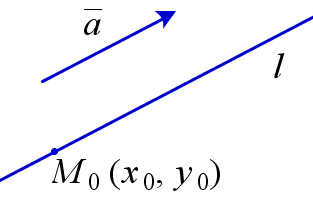 a̅
l
M₀ (x₀, y₀)